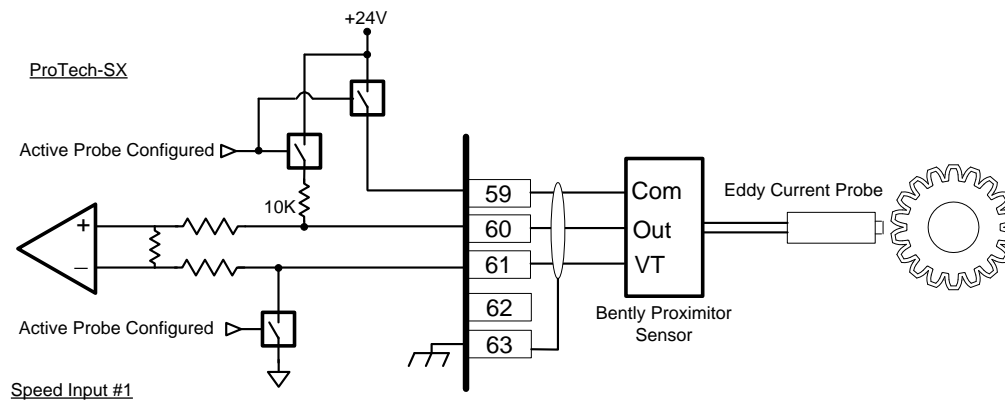 +24V
ProTech-SX
Active Probe Configured
10K
59
Com
Eddy Current Probe
60
Out
61
VT
62
Bently Proximitor
Sensor
Active Probe Configured
63
Speed Input #1